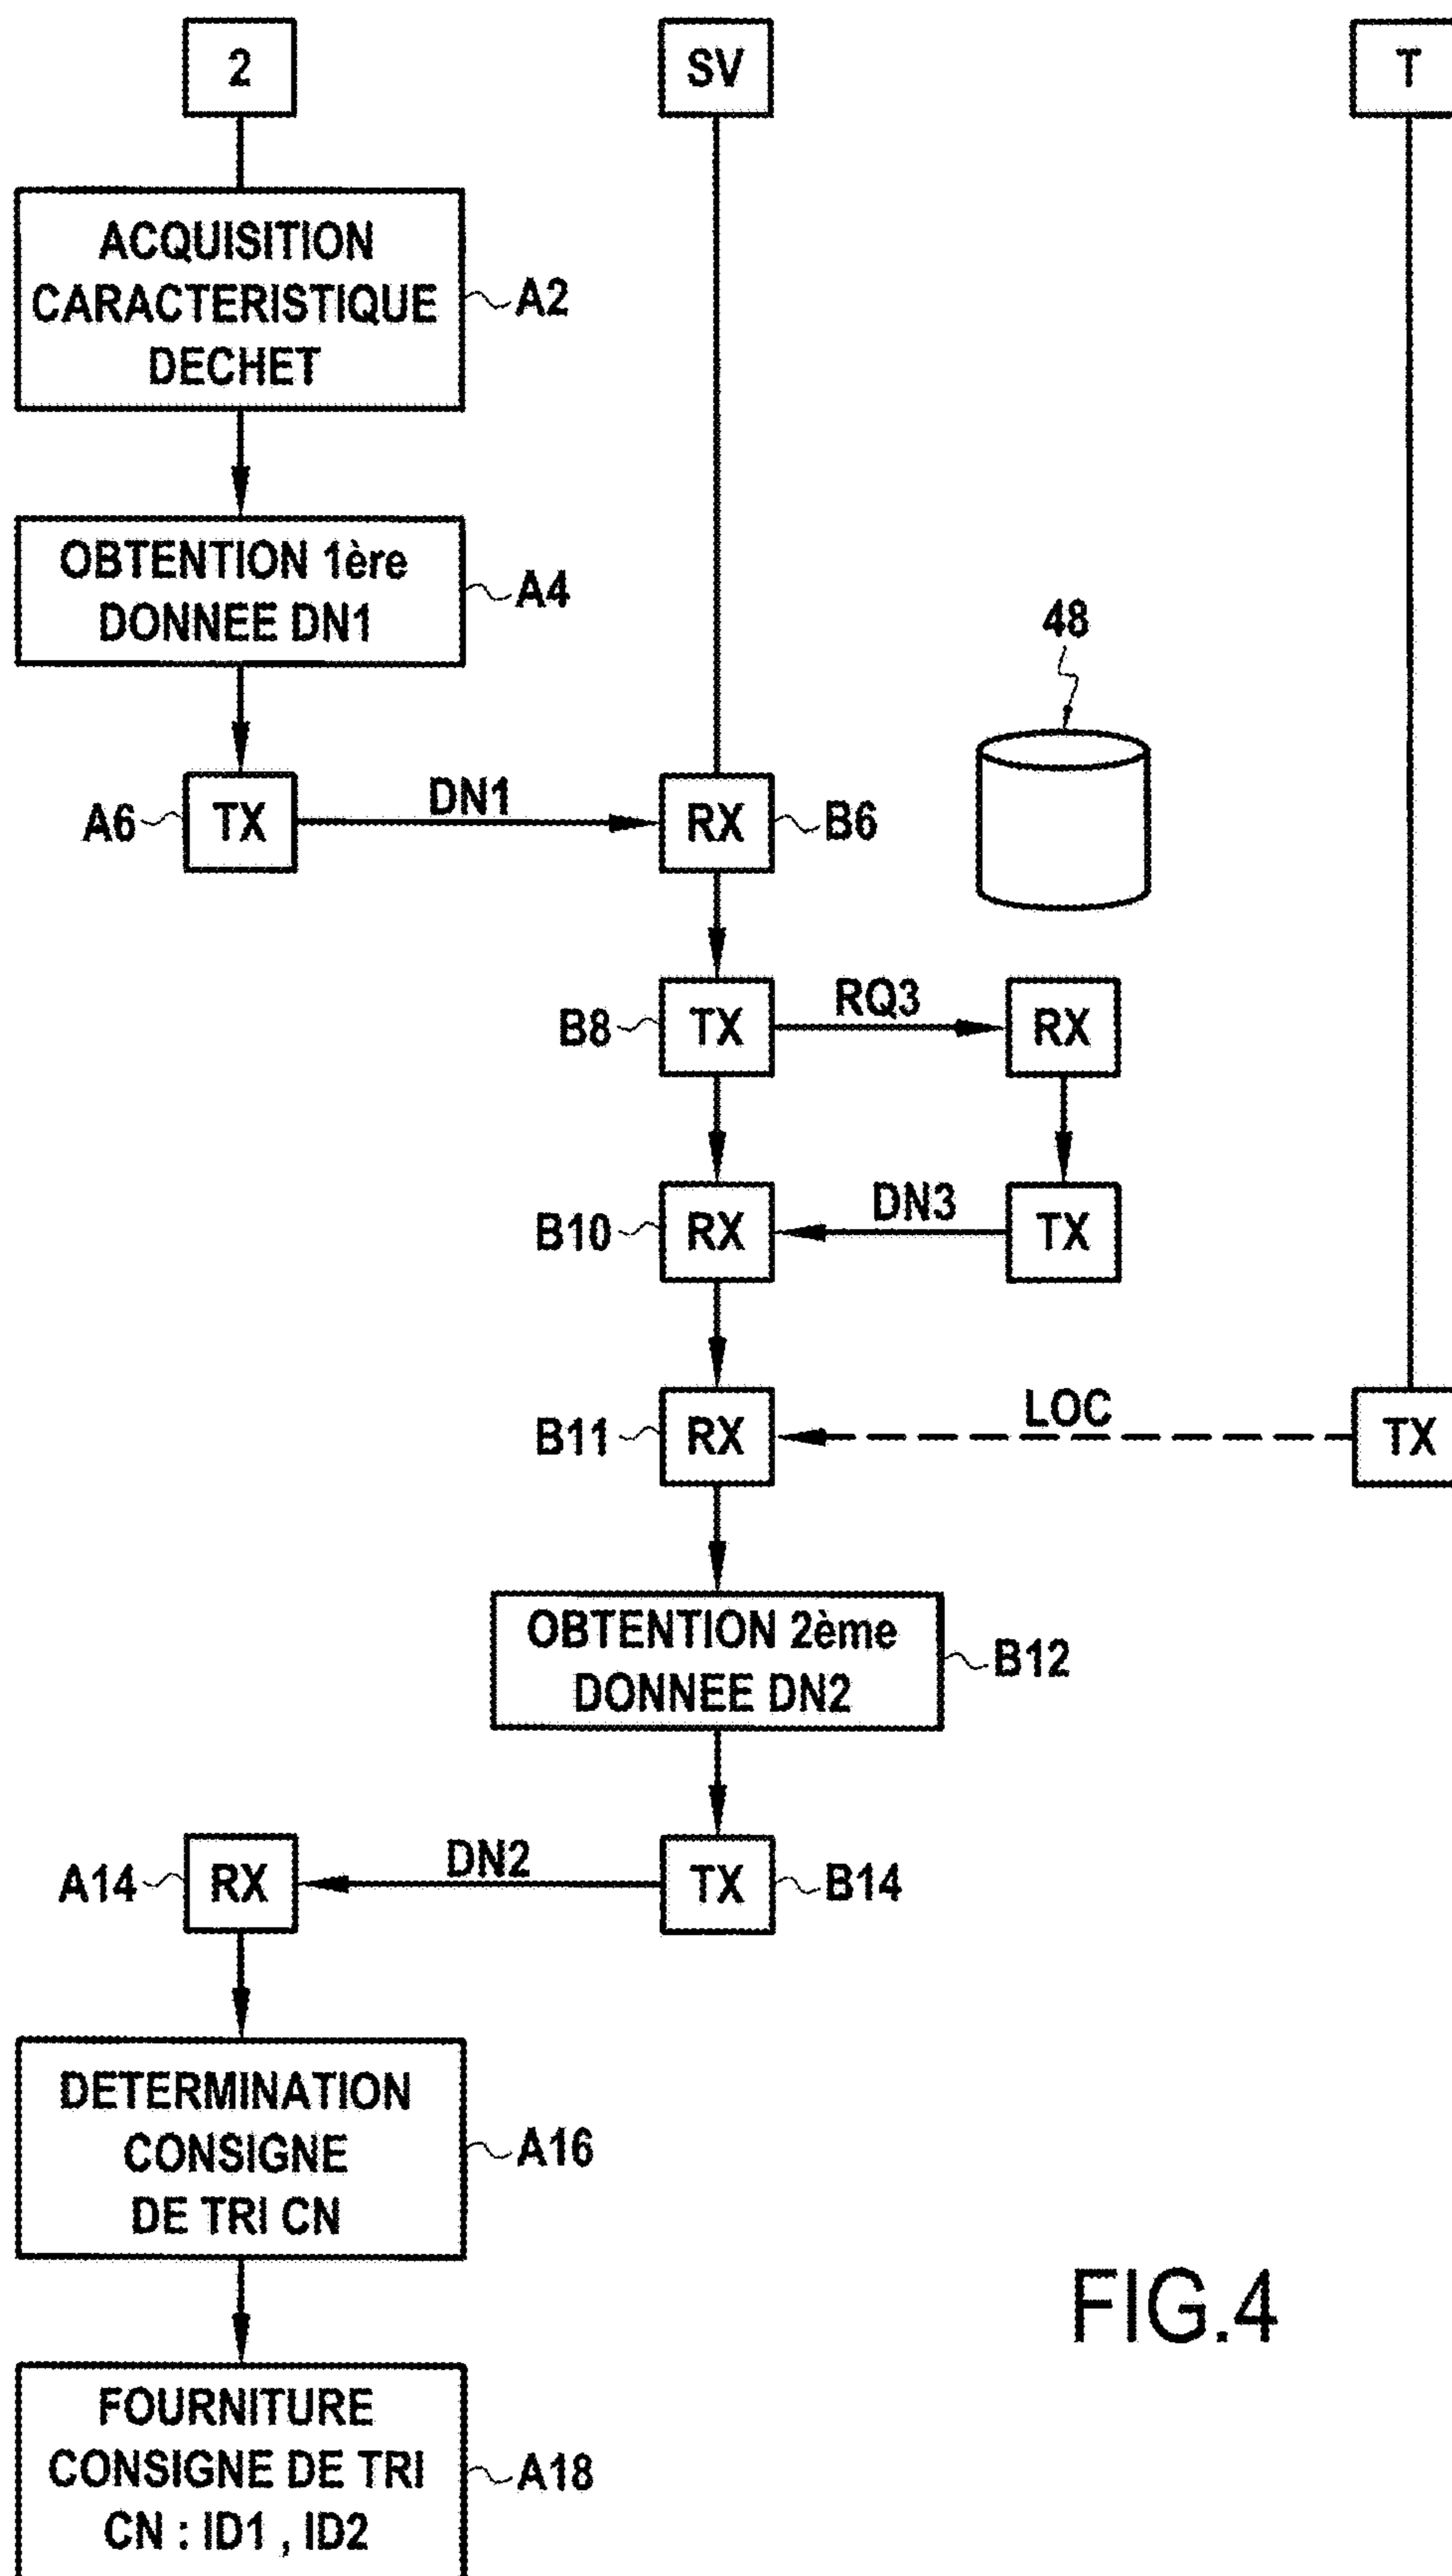 2
SV
T
ACQUISITION
CARACTERISTIQUE
DECHET
A2
OBTENTION 1ère
DONNEE DN1
A4
48
A6
TX
DN1
RX
B6
B8
TX
RQ3
RX
B10
RX
DN3
TX
B11
RX
LOC
TX
OBTENTION 2ème
DONNEE DN2
B12
A14
RX
DN2
TX
B14
DETERMINATION
CONSIGNE
DE TRI CN
A16
FIG.4
FOURNITURE
CONSIGNE DE TRI
CN : ID1 , ID2
A18